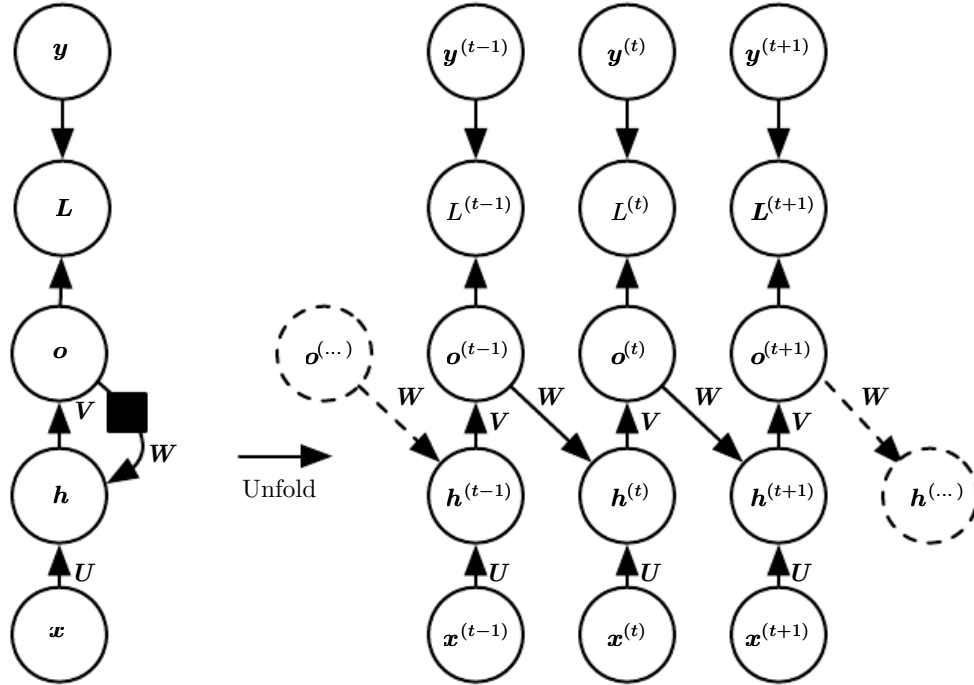 y y^(t−1) y^(t) y^(t+1)
L L^(t−1) L^(t) L^(t+1)
o o^(...) o^(t−1) o^(t) o^(t+1)
W W W W
V V V V
W
Unfold
h h^(t−1) h^(t) h^(t+1) h^(...)
U U U U
x x^(t−1) x^(t) x^(t+1)